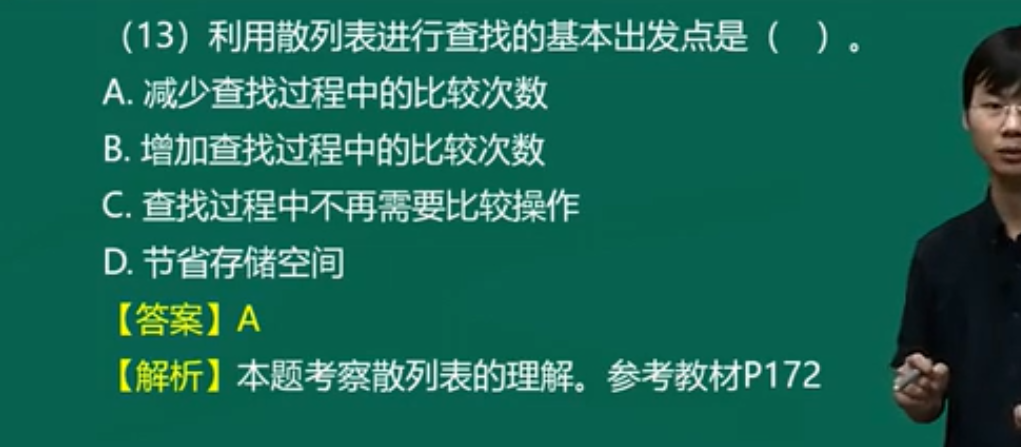 （13）利用散列表进行查找的基本出发点是（ ）。
A. 减少查找过程中的比较次数
B. 增加查找过程中的比较次数
C. 查找过程中不再需要比较操作
D. 节省存储空间
【答案】A
【解析】本题考察散列表的理解。参考教材P172